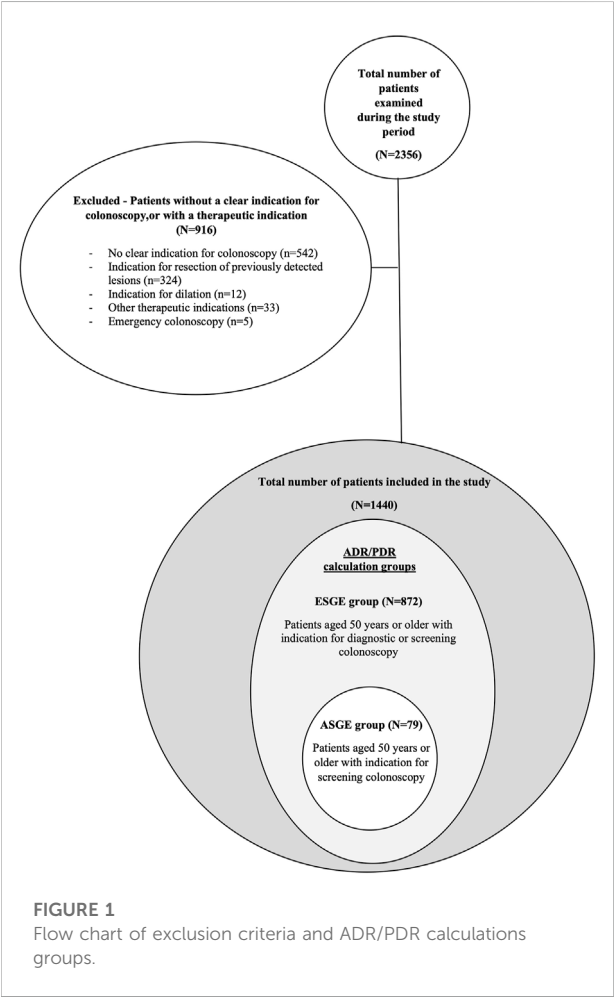 Total number of
patients
examined
during the study
period
(N=2356)
Excluded - Patients without a clear indication for
colonoscopy,or with a therapeutic indication
(N=916)
- No clear indication for colonoscopy (n=542)
- Indication for resection of previously detected
lesions (n=324)
- Indication for dilation (n=12)
- Other therapeutic indications (n=33)
- Emergency colonoscopy (n=5)
Total number of patients included in the study
(N=1440)
ADR/PDR
calculation groups
ESGE group (N=872)
Patients aged 50 years or older with
indication for diagnostic or screening
colonoscopy
ASGE group (N=79)
Patients aged 50 years or
older with indication for
screening colonoscopy
FIGURE 1
Flow chart of exclusion criteria and ADR/PDR calculations
groups.